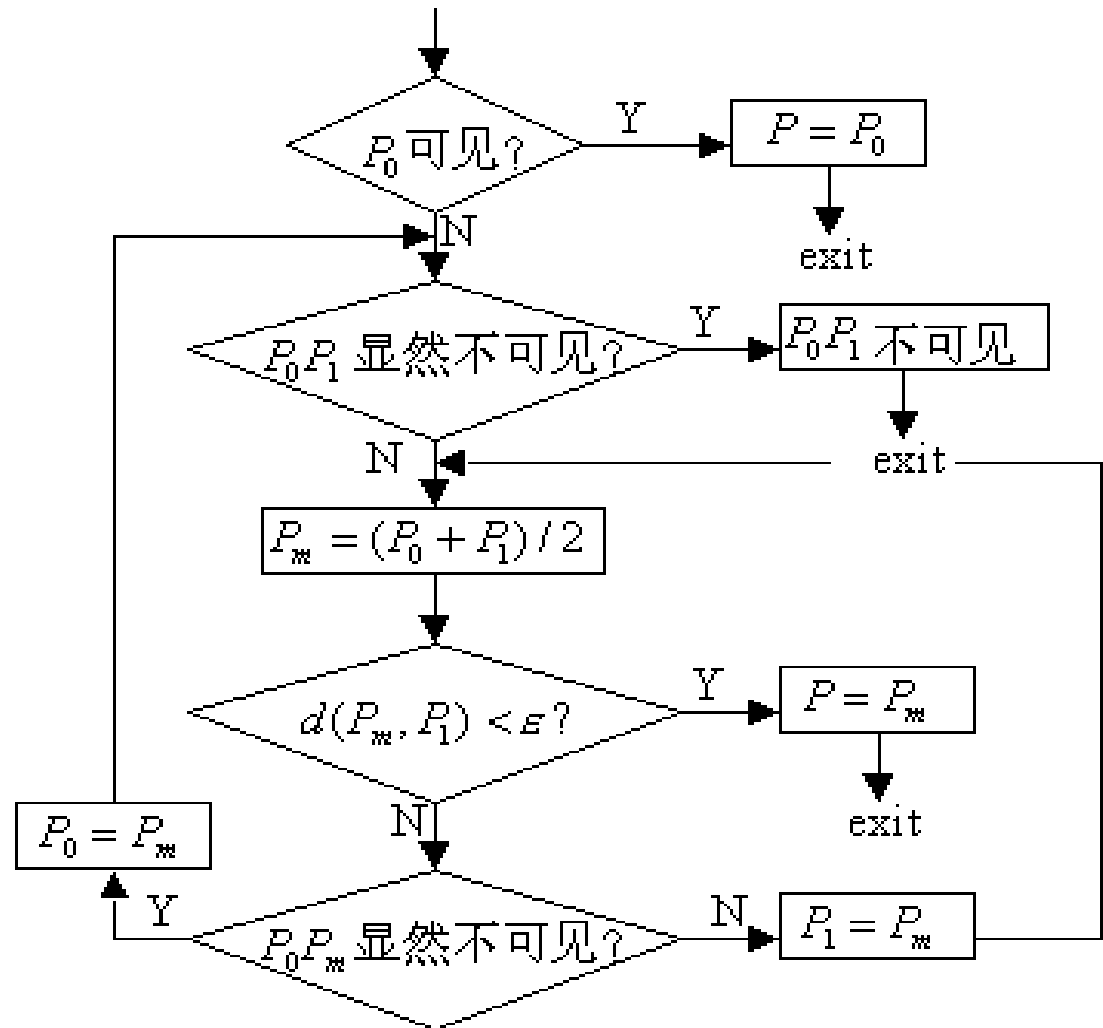 P₀可见?
Y
P = P₀
exit
N
P₀P₁显然不可见?
Y
P₀P₁不可见
exit
N
Pₘ = (P₀ + P₁) / 2
d(Pₘ, P₁) < ε?
Y
P = Pₘ
exit
N
P₀ = Pₘ
Y
P₀Pₘ显然不可见?
N
P₁ = Pₘ